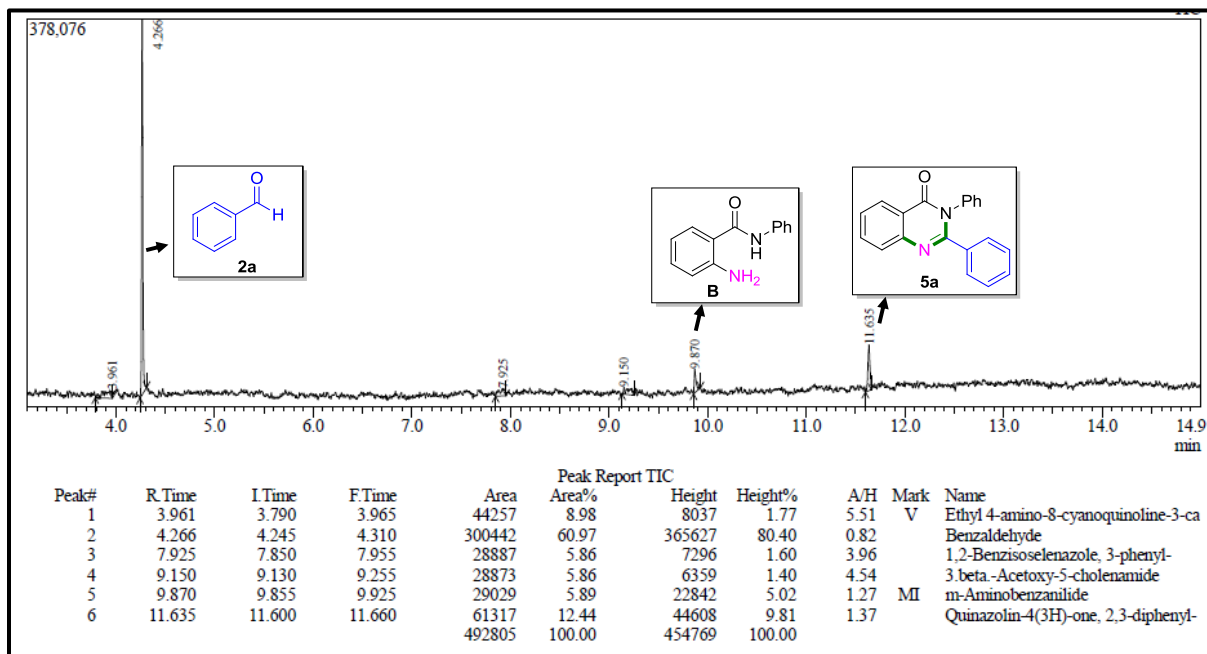 378,076
4.266
O
H
2a
O
Ph
N
H
NH₂
B
O
Ph
N
N
5a
3.961
7.925
9.150
9.870
11.635
4.0 5.0 6.0 7.0 8.0 9.0 10.0 11.0 12.0 13.0 14.0 14.9
min
Peak Report TIC
Peak# R.Time I.Time F.Time Area Area% Height Height% A/H Mark Name
1 3.961 3.790 3.965 44257 8.98 8037 1.77 5.51 V Ethyl 4-amino-8-cyanoquinoline-3-ca
2 4.266 4.245 4.310 300442 60.97 365627 80.40 0.82 Benzaldehyde
3 7.925 7.850 7.955 28887 5.86 7296 1.60 3.96 1,2-Benzisoselenazole, 3-phenyl-
4 9.150 9.130 9.255 28873 5.86 6359 1.40 4.54 3.beta.-Acetoxy-5-cholenamide
5 9.870 9.855 9.925 29029 5.89 22842 5.02 1.27 MI m-Aminobenzanilide
6 11.635 11.600 11.660 61317 12.44 44608 9.81 1.37 Quinazolin-4(3H)-one, 2,3-diphenyl-
492805 100.00 454769 100.00